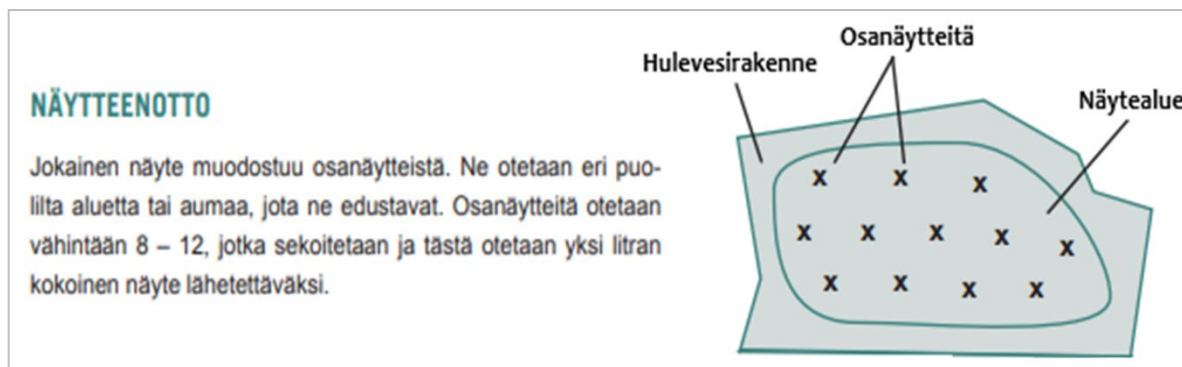 NÄYTTEENOTTO
Jokainen näyte muodostuu osanäytteistä. Ne otetaan eri puo-
lilta aluetta tai aumaa, jota ne edustavat. Osanäytteitä otetaan
vähintään 8 – 12, jotka sekoitetaan ja tästä otetaan yksi litran
kokoinen näyte lähetettäväksi.
Osanäytteitä
Hulevesirakenne
Näytealue
x x x
x x x x x
x x x x